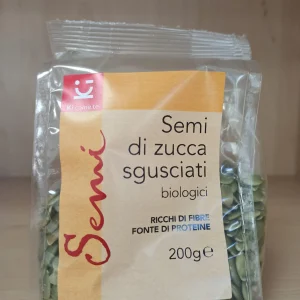 Semi
Semi
di zucca
sgusciati
biologici
RICCHI DI FIBRE
FONTE DI PROTEINE
200g e